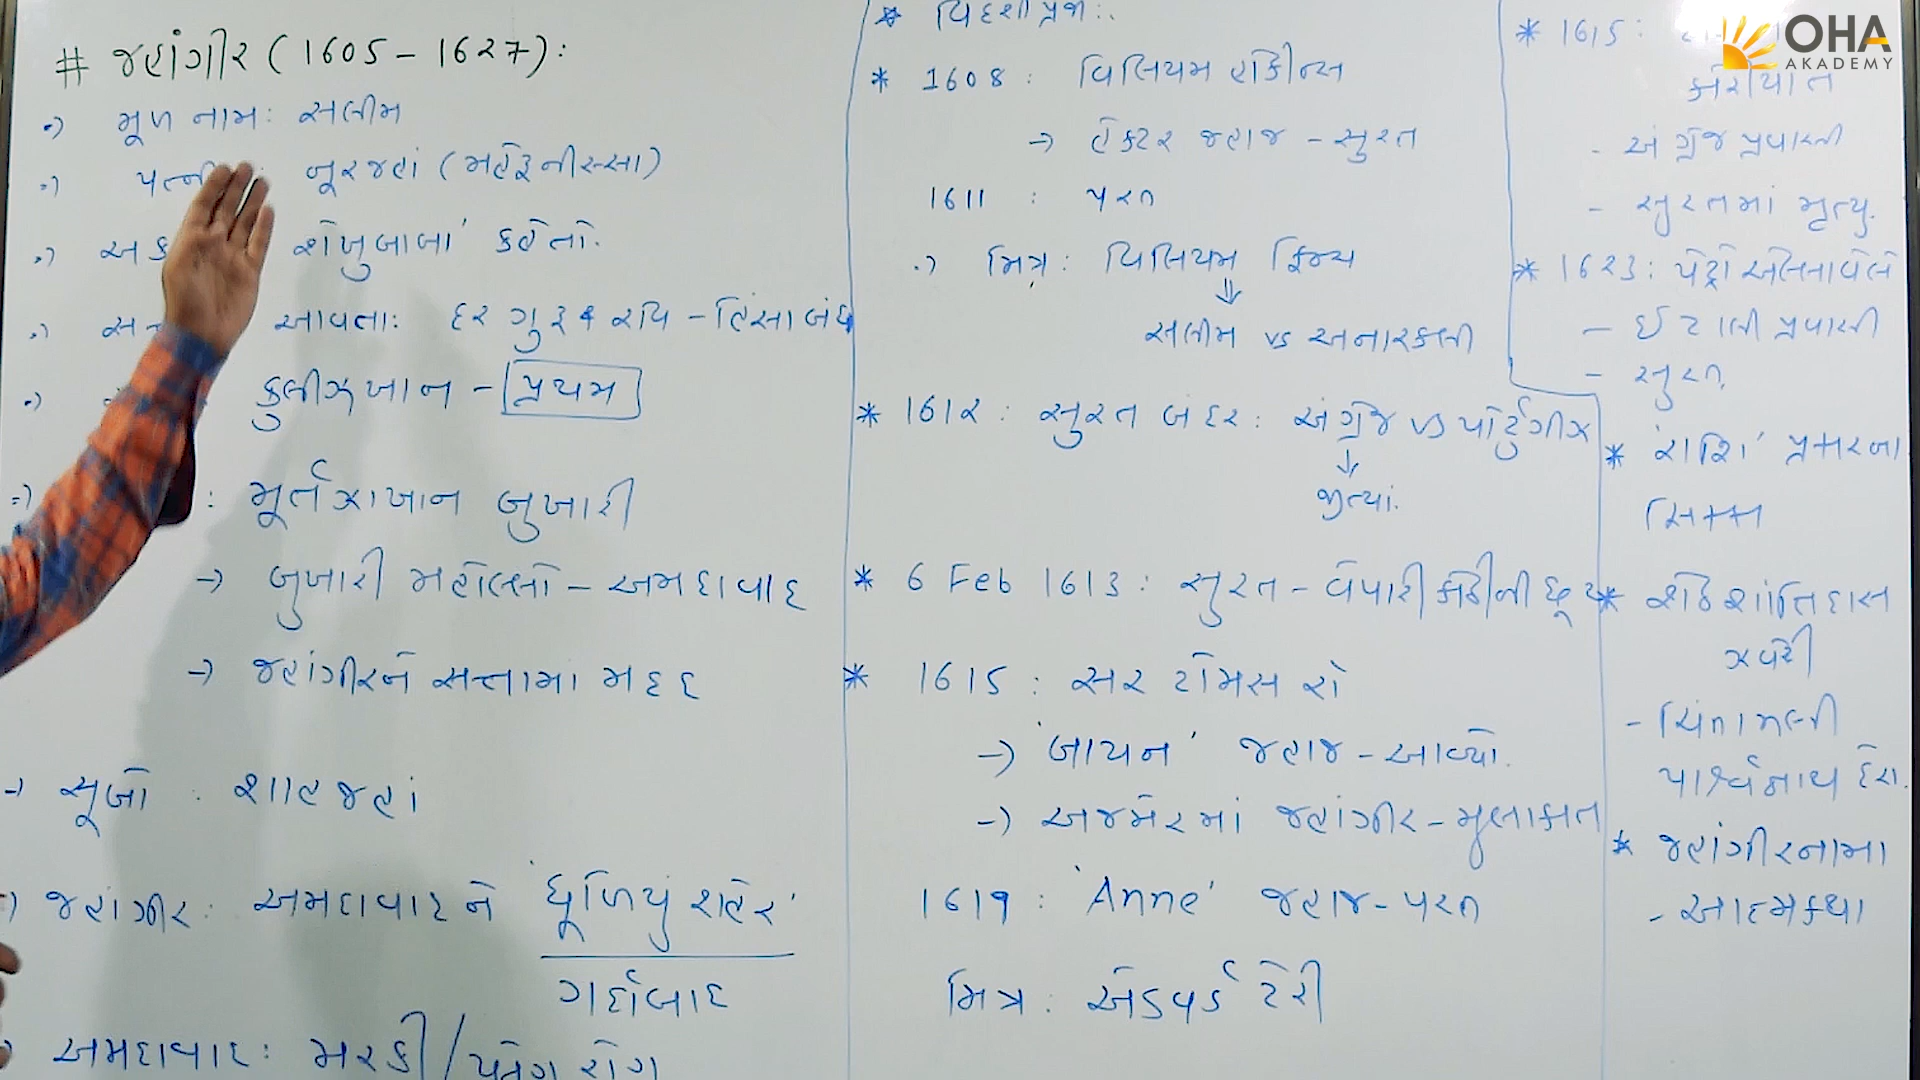 # જહાંગીર (1605 - 1627):
મૂળ નામ: સલીમ
નૂરજહાં (મહેરૂનીસ્સા)
'શેખુબાબા' કહેતો.
આવતા: દર ગુરૂ & રવિ - હિંસા બંધ
કુલીઝખાન - પ્રથમ
: મૂર્તઝાખાન બુખારી
→ બુખારી મહોલ્લો - અમદાવાદ
→ જહાંગીરને સત્તામાં મદદ
→ સૂબો : શાહજહાં
જહાંગીર: અમદાવાદને 'ધૂળિયું શહેર'
ગર્દાબાદ
અમદાવાદ: મરકી / પ્લેગ રોગ
* વિદેશી પ્રજા:
* 1608 : વિલિયમ હોકીન્સ
→ હેક્ટર જહાજ - સુરત
1611 : પરત
મિત્ર: વિલિયમ ફિન્ચ
⇓
સલીમ vs અનારકલી
* 1612 : સુરત બંદર: અંગ્રેજ vs પોર્ટુગીઝ
↓
જીત્યાં.
* 6 Feb 1613 : સુરત - વેપારી કોઠીની છૂટ
* 1615 : સર ટોમસ રો
→ 'લાયન' જહાજ - આવ્યો.
→ અજમેરમાં જહાંગીર - મુલાકાત
1619 : 'Anne' જહાજ - પરત
મિત્ર : એડવર્ડ ટેરી
* 1615 :
કોરીયાત
- અંગ્રેજ પ્રવાસી
- સુરતમાં મૃત્યુ.
* 1623 : પેટ્રો ડેલાવેલે
- ઈટાલી પ્રવાસી
- સુરત
* 'રાશિ' પ્રકારના
સિક્કા
* શેઠ શાંતિદાસ
ઝવેરી
- ચિંતામણી
પાર્શ્વનાથ દેરા.
* જહાંગીરનામા
- આત્મકથા
OHA
AKADEMY